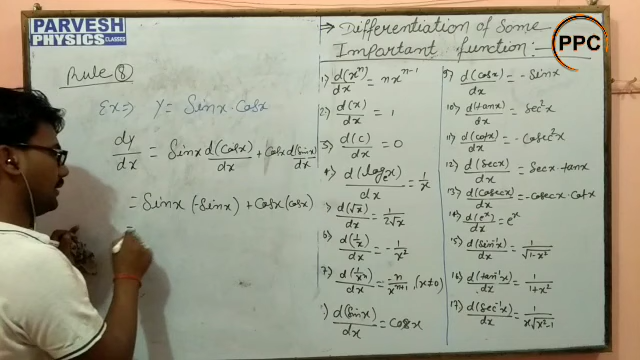 PARVESH
PHYSICS CLASSES
Rule 8
Ex⇒ y = Sinx·Cosx
dy/dx = Sinx d(Cosx)/dx + Cosx d(Sinx)/dx
= Sinx (-Sinx) + Cosx (cosx)
=
→ Differentiation of Some
Important function:-
PPC
1) d(xⁿ)/dx = nxⁿ⁻¹
2) d(x)/dx = 1
3) d(c)/dx = 0
4) d(logₑx)/dx = 1/x
5) d(√x)/dx = 1/2√x
6) d(1/x)/dx = -1/x²
7) d(1/xⁿ)/dx = n/xⁿ⁺¹, (x≠0)
d(Sinx)/dx = Cosx
9) d(Cosx)/dx = -Sinx
10) d(tanx)/dx = Sec²x
11) d(cotx)/dx = -Cosec²x
12) d(Secx)/dx = Secx·tanx
13) d(Cosecx)/dx = -cosecx·Cotx
14) d(eˣ)/dx = eˣ
15) d(Sin⁻¹x)/dx = 1/√1-x²
16) d(tan⁻¹x)/dx = 1/1+x²
17) d(Sec⁻¹x)/dx = 1/x√x²-1